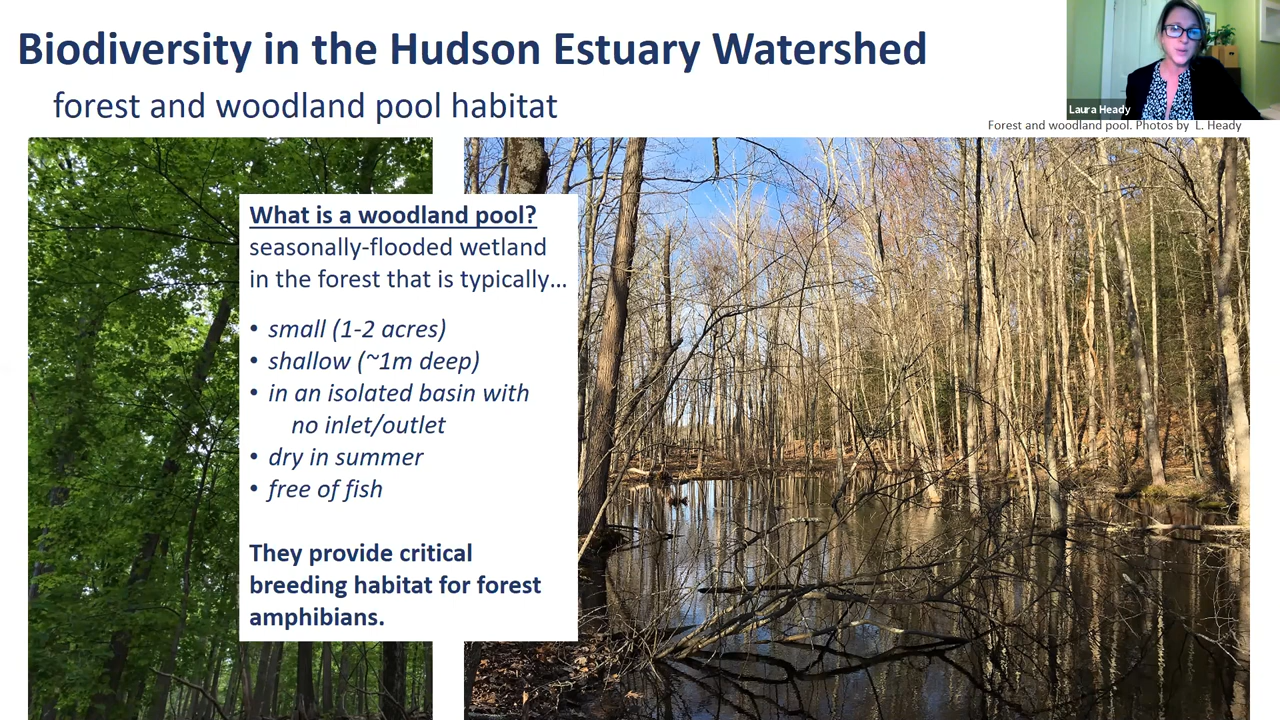 Biodiversity in the Hudson Estuary Watershed
forest and woodland pool habitat
Laura Heady
Forest and woodland pool. Photos by L. Heady
What is a woodland pool?
seasonally-flooded wetland
in the forest that is typically…
• small (1-2 acres)
• shallow (~1m deep)
• in an isolated basin with
no inlet/outlet
• dry in summer
• free of fish
They provide critical
breeding habitat for forest
amphibians.